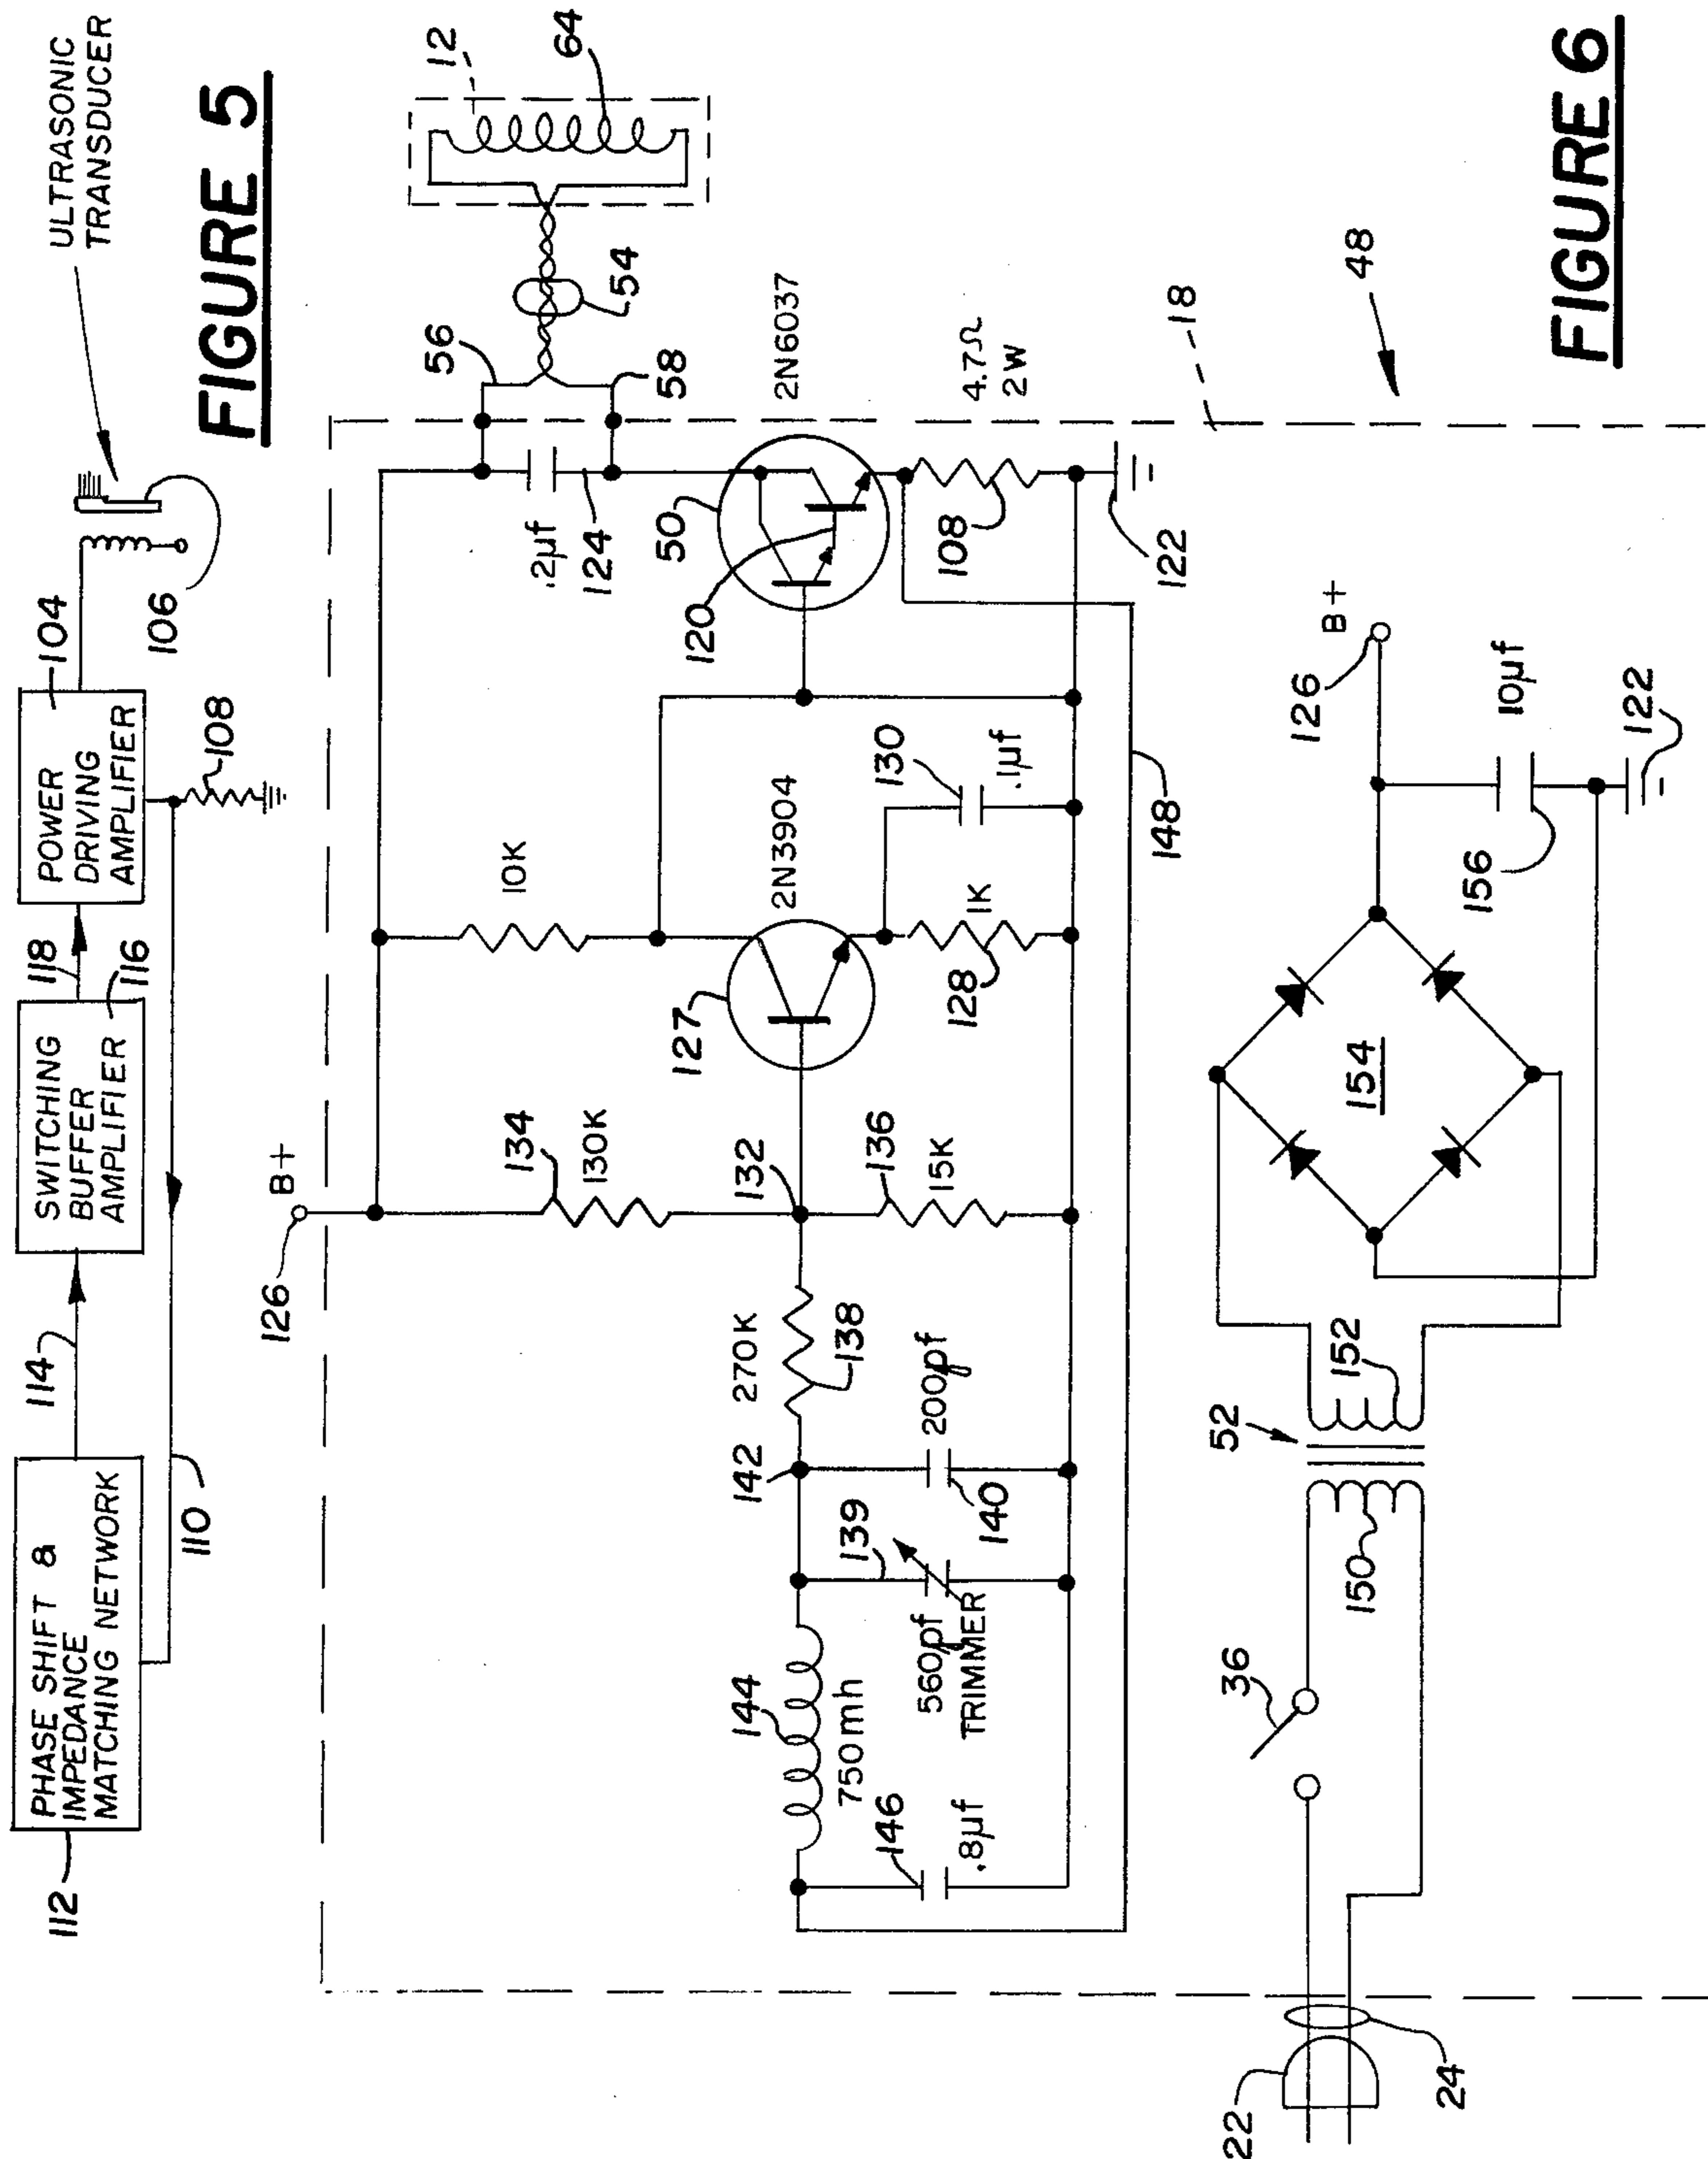 PHASE SHIFT &
IMPEDANCE
MATCHING NETWORK
112
114
SWITCHING
BUFFER
AMPLIFIER
116
118
POWER
DRIVING
AMPLIFIER
104
108
110
106
ULTRASONIC
TRANSDUCER
FIGURE 5
126
B+
134
130K
132
136
15K
10K
127
2N3904
128
1K
130
.1µf
.2µf
124
50
120
2N6037
108
4.7Ω
2W
122
56
58
54
12
64
18
48
144
750mh
146
.8µf
139
560pf
TRIMMER
142
270K
138
200pf
140
148
22
24
36
150
52
152
154
156
10µf
126
B+
122
FIGURE 6